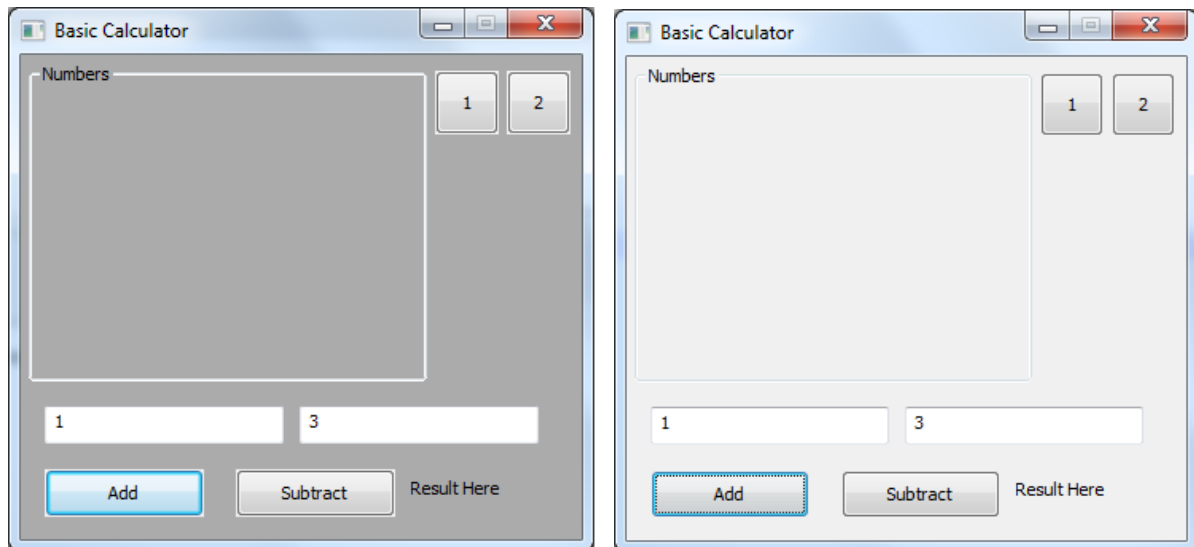 Basic Calculator
Numbers
1 2
1 3
Add Subtract Result Here
Basic Calculator
Numbers
1 2
1 3
Add Subtract Result Here